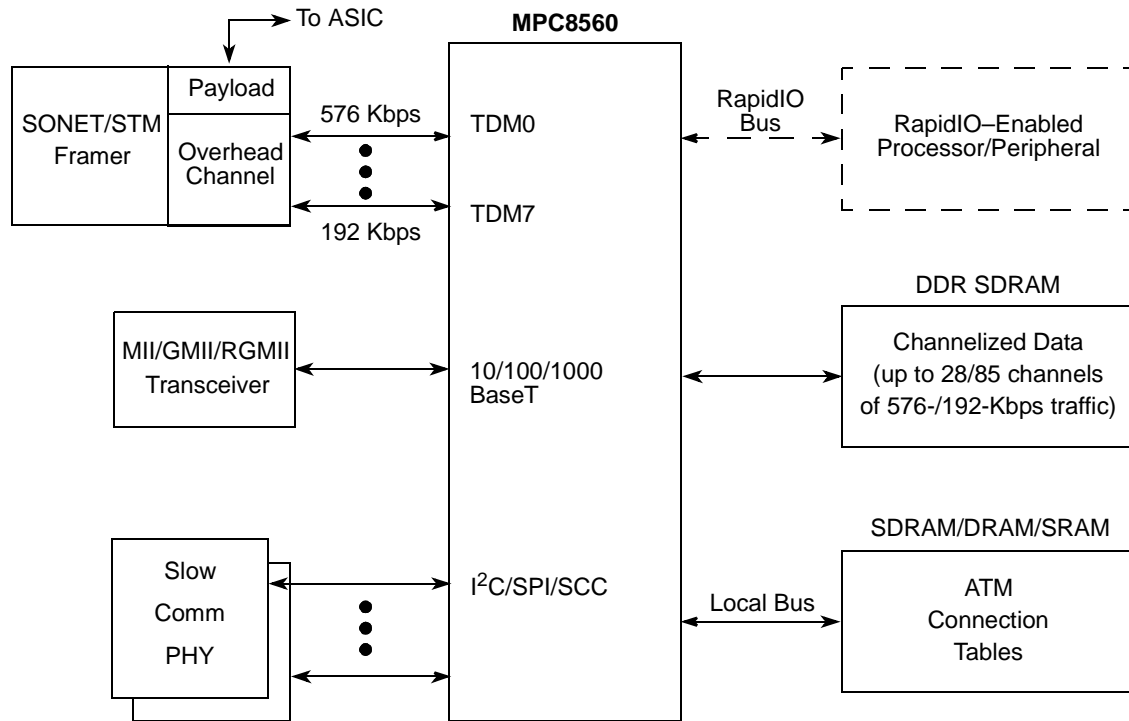 To ASIC
MPC8560
Payload
SONET/STM
Framer
Overhead
Channel
576 Kbps
192 Kbps
TDM0
TDM7
RapidIO
Bus
RapidIO–Enabled
Processor/Peripheral
MII/GMII/RGMII
Transceiver
10/100/1000
BaseT
DDR SDRAM
Channelized Data
(up to 28/85 channels
of 576-/192-Kbps traffic)
Slow
Comm
PHY
I²C/SPI/SCC
Local Bus
SDRAM/DRAM/SRAM
ATM
Connection
Tables